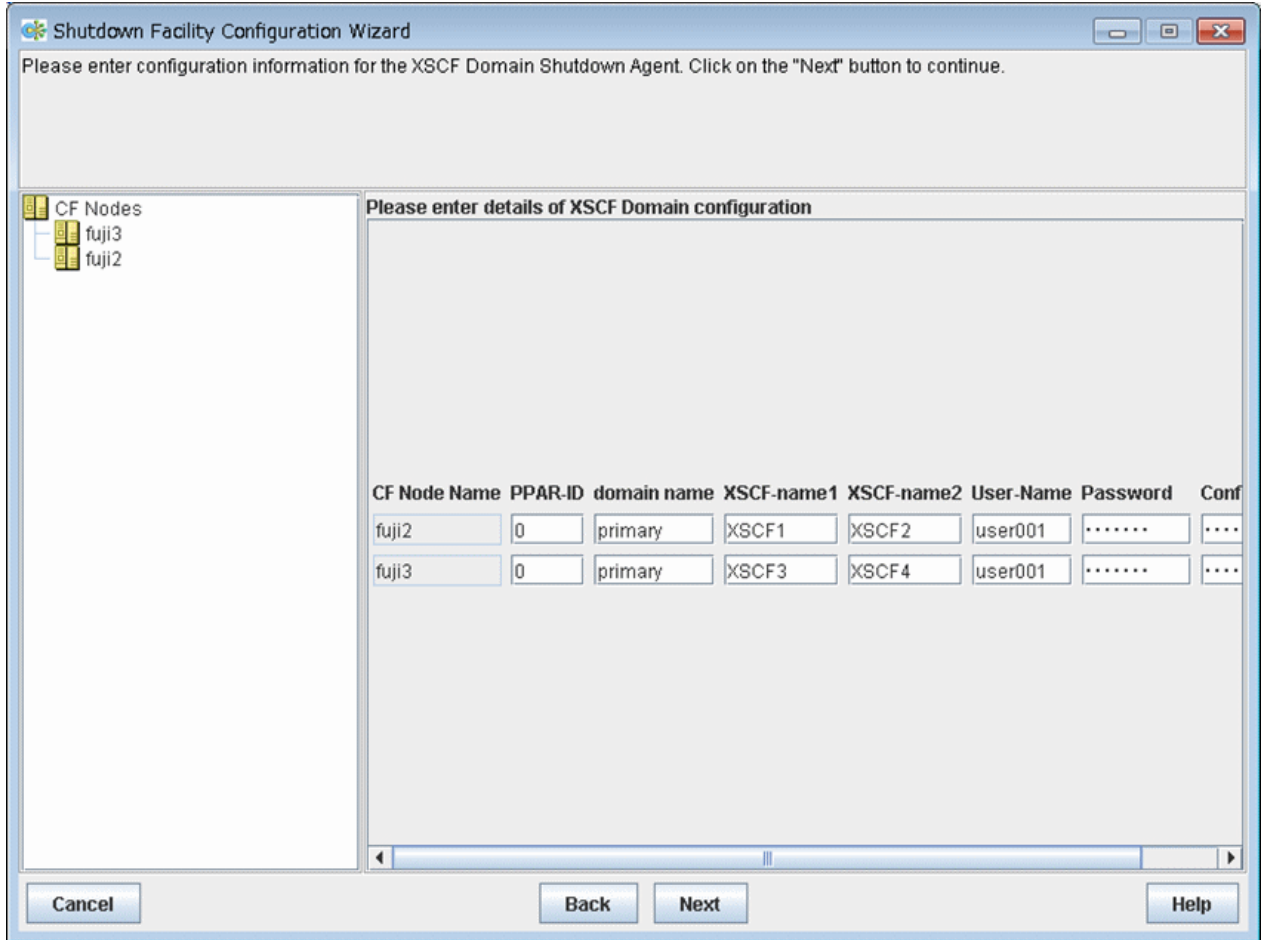 Shutdown Facility Configuration Wizard
Please enter configuration information for the XSCF Domain Shutdown Agent. Click on the "Next" button to continue.
CF Nodes
fuji3
fuji2
Please enter details of XSCF Domain configuration
CF Node Name PPAR-ID domain name XSCF-name1 XSCF-name2 User-Name Password Conf
fuji2 0 primary XSCF1 XSCF2 user001 ······· ····
fuji3 0 primary XSCF3 XSCF4 user001 ······· ····
Cancel Back Next Help